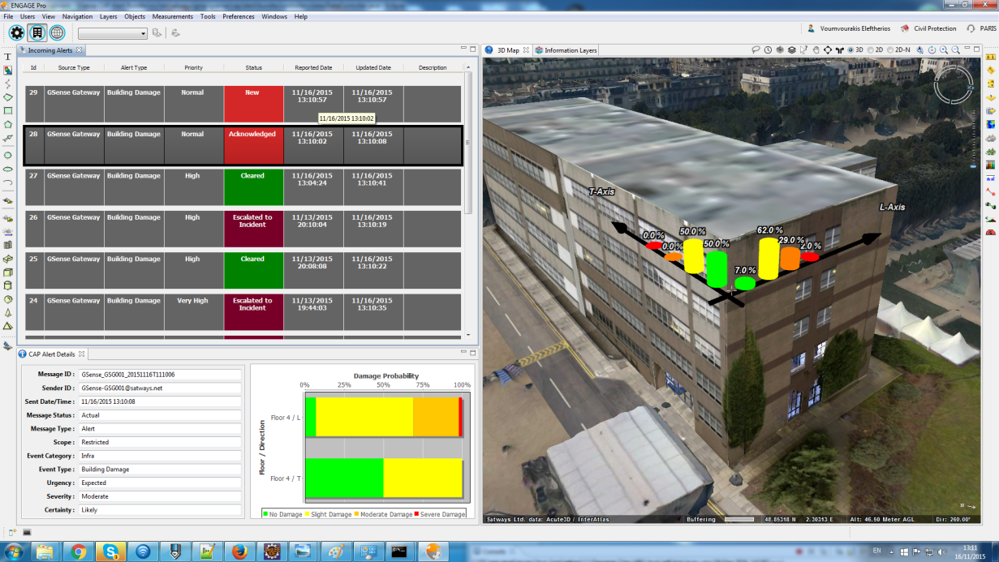 ENGAGE Pro
File Users View Navigation Layers Objects Measurements Tools Preferences Windows Help
Voumvourakis Eleftherios Civil Protection PARIS
Incoming Alerts
Id Source Type Alert Type Priority Status Reported Date Updated Date Description
29 GSense Gateway Building Damage Normal New 11/16/2015 13:10:57 11/16/2015 13:10:57
11/16/2015 13:10:02
28 GSense Gateway Building Damage Normal Acknowledged 11/16/2015 13:10:02 11/16/2015 13:10:08
27 GSense Gateway Building Damage High Cleared 11/16/2015 13:04:24 11/16/2015 13:10:41
26 GSense Gateway Building Damage High Escalated to Incident 11/13/2015 20:10:04 11/16/2015 13:10:19
25 GSense Gateway Building Damage High Cleared 11/13/2015 20:08:08 11/16/2015 13:10:22
24 GSense Gateway Building Damage Very High Escalated to Incident 11/13/2015 19:44:03 11/16/2015 13:10:35
CAP Alert Details
Message ID : GSense_GSG001_20151116T111006
Sender ID : GSense-GSG001@satways.net
Sent Date/Time : 11/16/2015 13:10:08
Message Status : Actual
Message Type : Alert
Scope : Restricted
Event Category : Infra
Event Type : Building Damage
Urgency : Expected
Severity : Moderate
Certainty : Likely
Damage Probability
0% 25% 50% 75% 100%
Floor / Direction
Floor 4 / L
Floor 4 / T
No Damage Slight Damage Moderate Damage Severe Damage
3D Map Information Layers
3D 2D 2D-N
T-Axis
L-Axis
0.0 % 0.0 % 50.0 % 50.0 %
7.0 % 62.0 % 29.0 % 2.0 %
Satways Ltd. data: Acute3D / InterAtlas Buffering 48.85318 N 2.30313 E Alt: 46.50 Meter AGL Dir: 260.00°
EN 13:11
16/11/2015